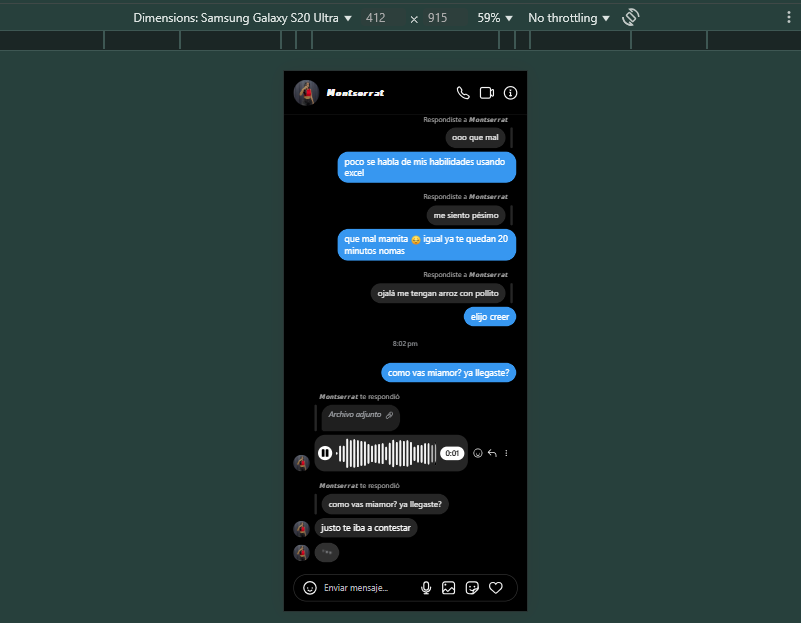 Dimensions: Samsung Galaxy S20 Ultra 412 × 915 59% No throttling
Montserrat
Respondiste a Montserrat
ooo que mal
poco se habla de mis habilidades usando
excel
Respondiste a Montserrat
me siento pésimo
que mal mamita 😂 igual ya te quedan 20
minutos nomas
Respondiste a Montserrat
ojalá me tengan arroz con pollito
elijo creer
8:02 pm
como vas miamor? ya llegaste?
Montserrat te respondió
Archivo adjunto
0:01
Montserrat te respondió
como vas miamor? ya llegaste?
justo te iba a contestar
Enviar mensaje...